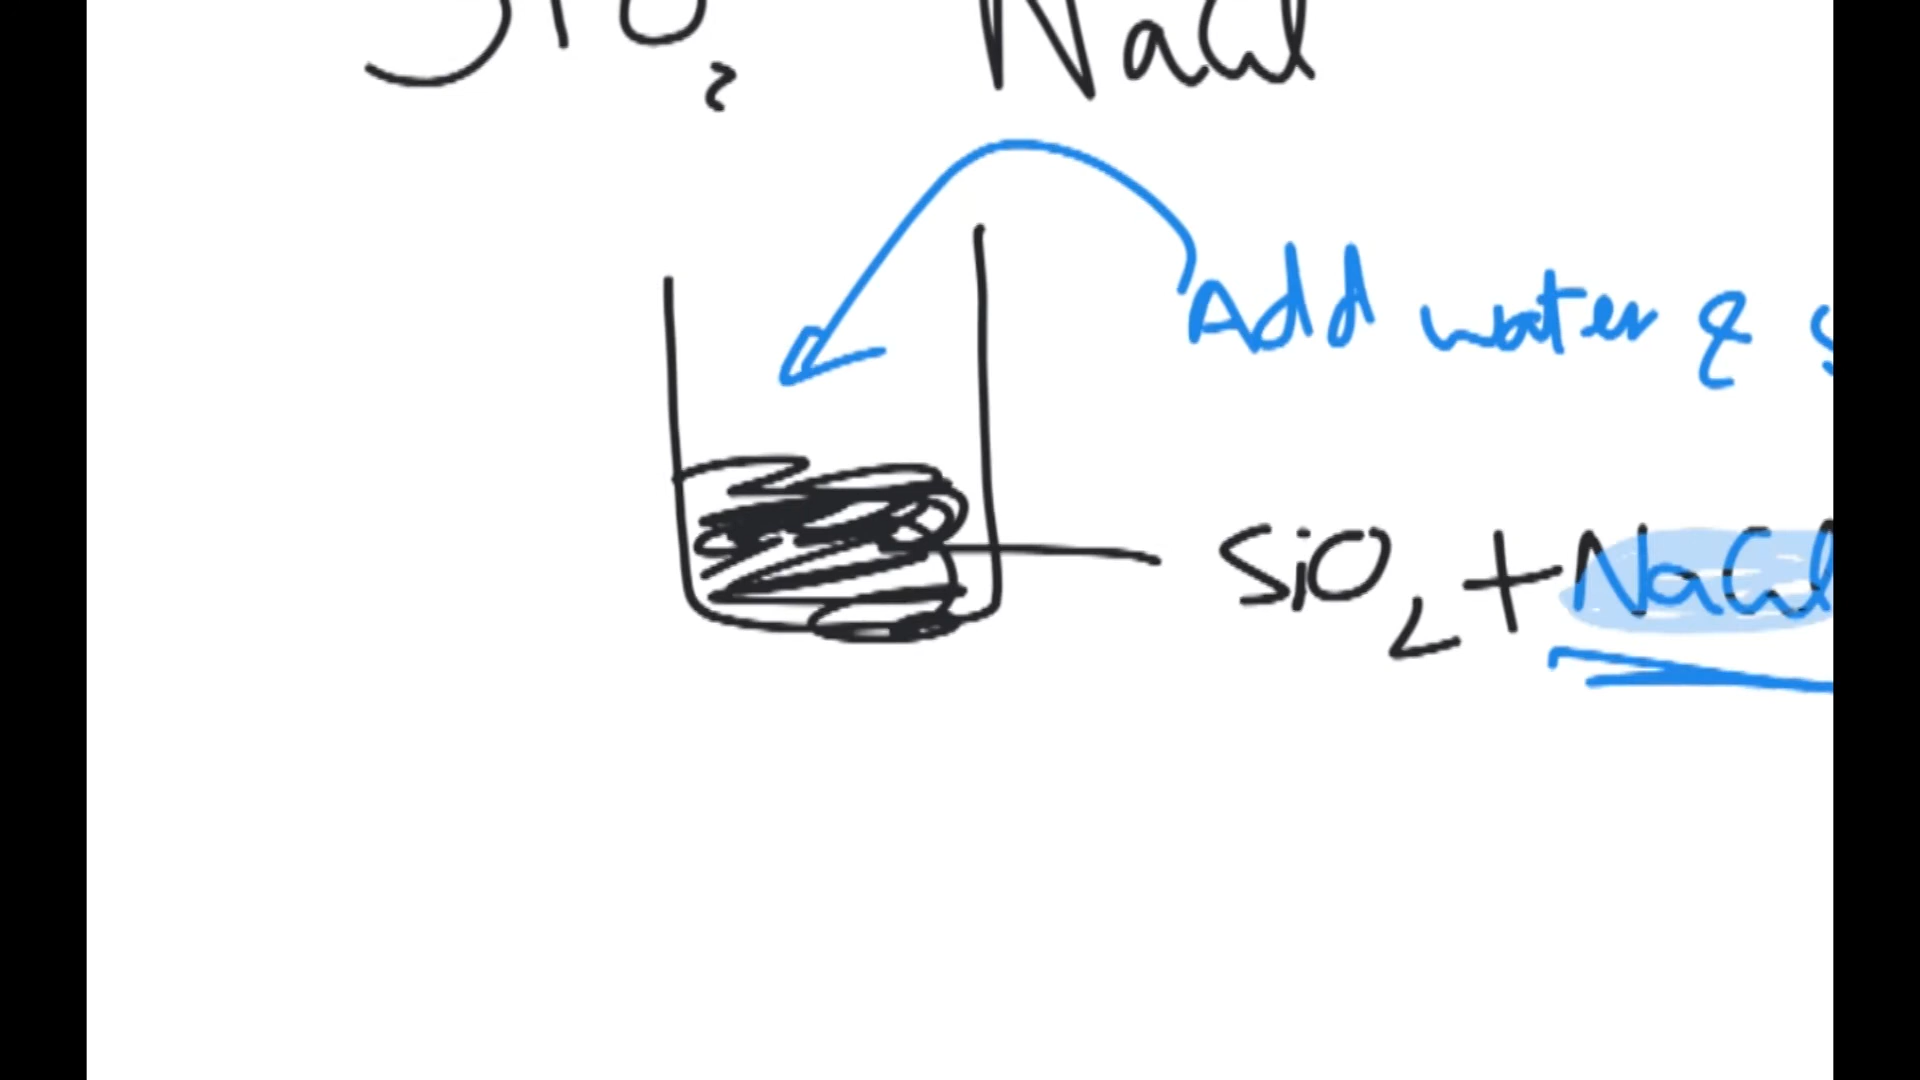 SiO₂ NaCl
Add water &
SiO₂ + NaCl